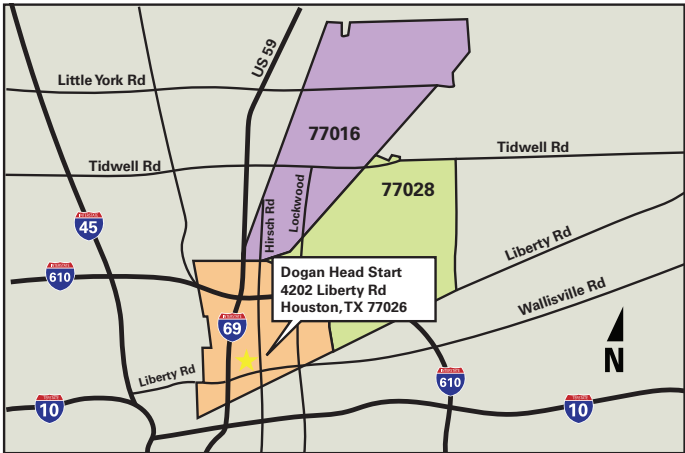 US 59
Little York Rd
77016
Tidwell Rd
Tidwell Rd
77028
Lockwood
Hirsch Rd
45
Liberty Rd
610
Dogan Head Start
4202 Liberty Rd
Houston, TX 77026
Wallisville Rd
69
N
Liberty Rd
610
10
10